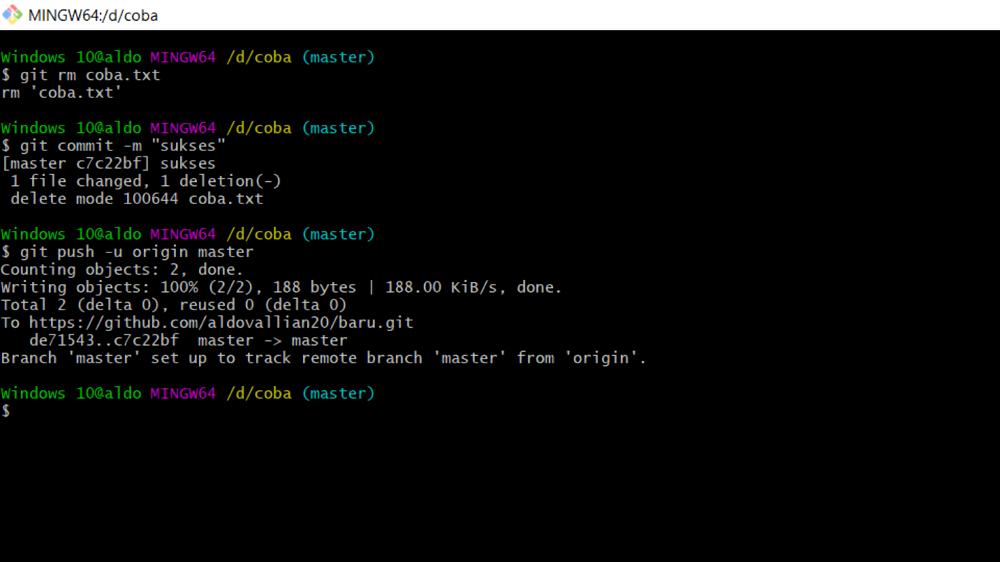 MINGW64:/d/coba
Windows 10@aldo MINGW64 /d/coba (master)
$ git rm coba.txt
rm 'coba.txt'
Windows 10@aldo MINGW64 /d/coba (master)
$ git commit -m "sukses"
[master c7c22bf] sukses
 1 file changed, 1 deletion(-)
 delete mode 100644 coba.txt
Windows 10@aldo MINGW64 /d/coba (master)
$ git push -u origin master
Counting objects: 2, done.
Writing objects: 100% (2/2), 188 bytes | 188.00 KiB/s, done.
Total 2 (delta 0), reused 0 (delta 0)
To https://github.com/aldovallian20/baru.git
   de71543..c7c22bf  master -> master
Branch 'master' set up to track remote branch 'master' from 'origin'.
Windows 10@aldo MINGW64 /d/coba (master)
$